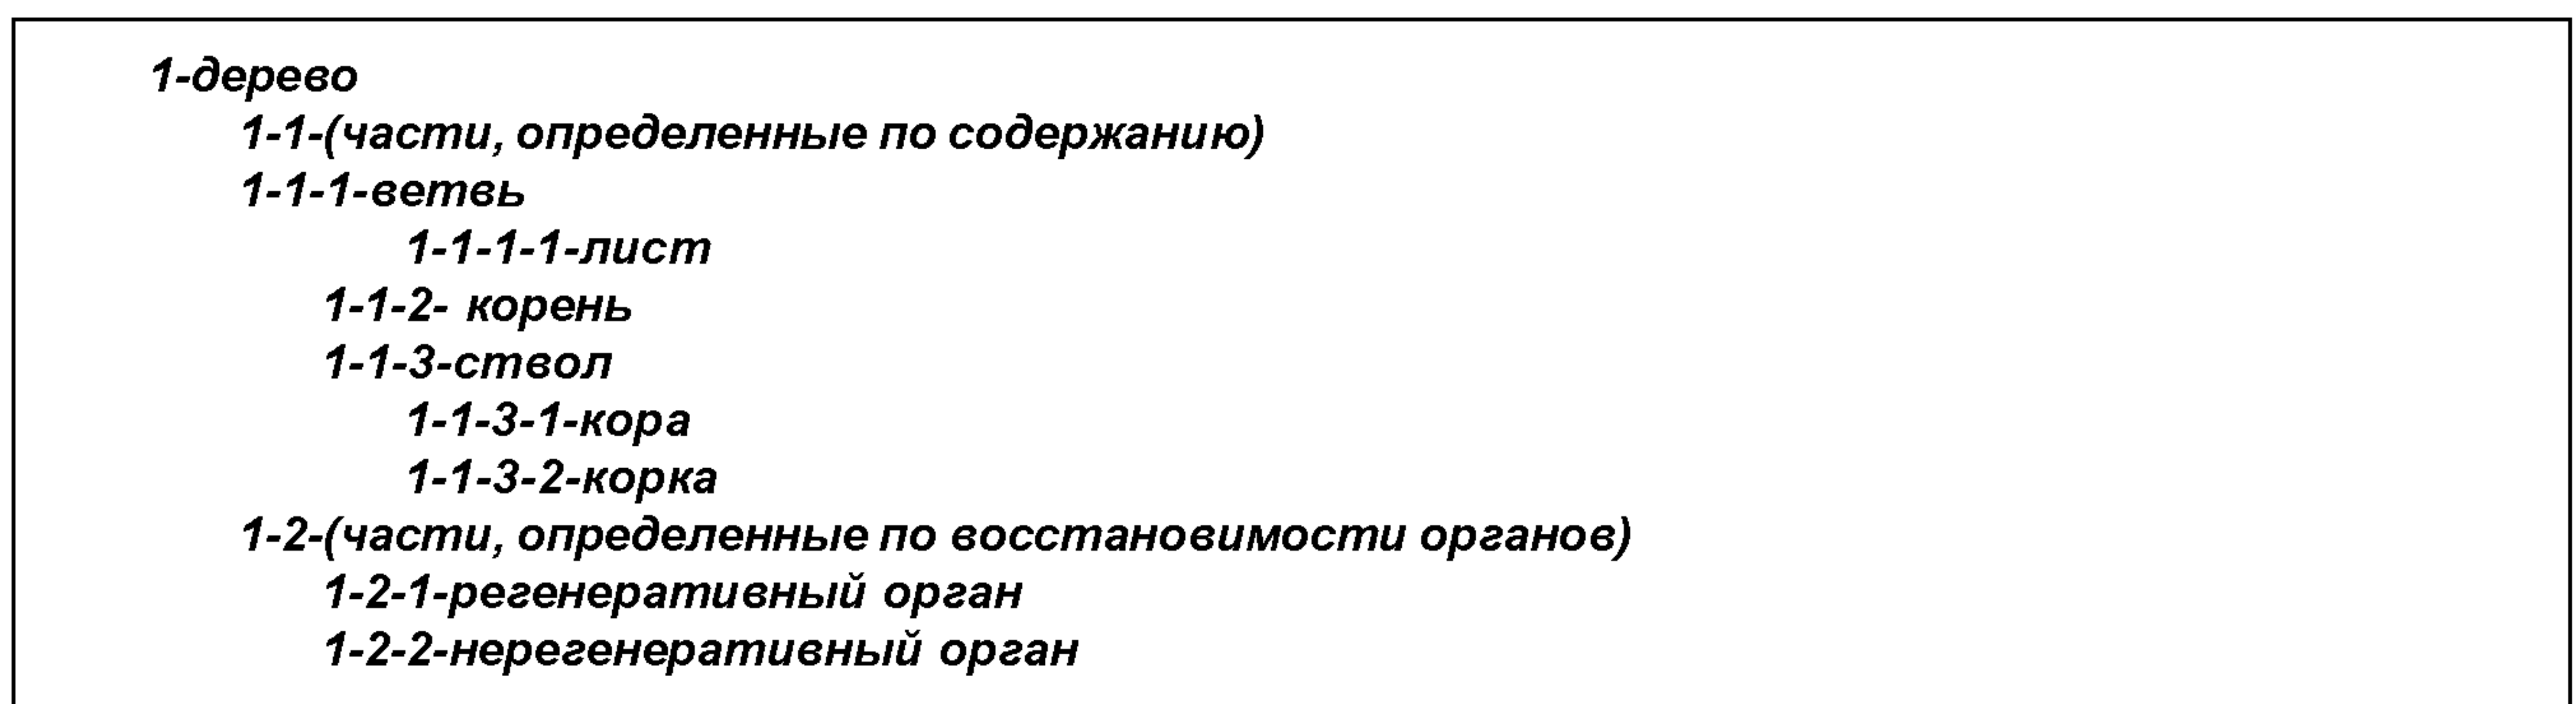 1-дерево
1-1-(части, определенные по содержанию)
1-1-1-ветвь
1-1-1-1-лист
1-1-2- корень
1-1-3-ствол
1-1-3-1-кора
1-1-3-2-корка
1-2-(части, определенные по восстановимости органов)
1-2-1-регенеративный орган
1-2-2-нерегенеративный орган